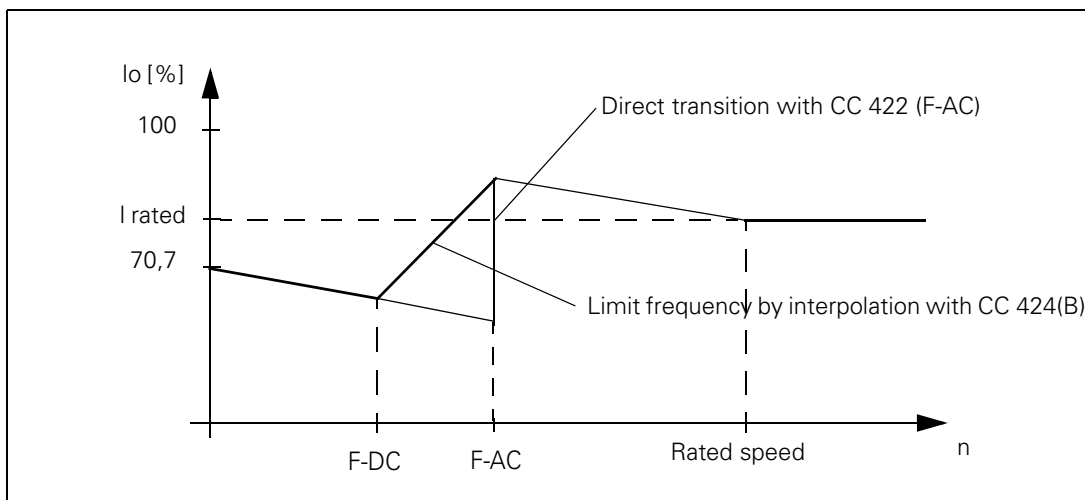 Io [%]
Direct transition with CC 422 (F-AC)
100
I rated
70,7
Limit frequency by interpolation with CC 424(B)
F-DC
F-AC
Rated speed
n